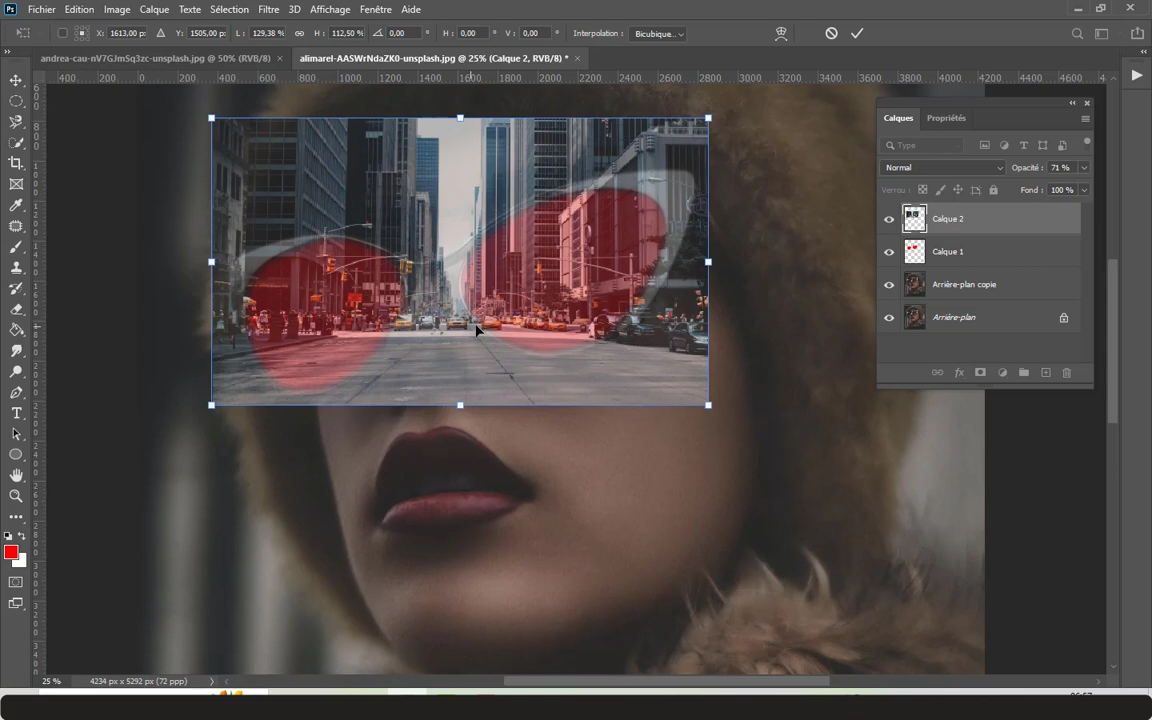 Ps Fichier Edition Image Calque Texte Sélection Filtre 3D Affichage Fenêtre Aide
X: 1613,00 px Y: 1505,00 px L: 129,38 % H: 112,50 % 0,00 ° H: 0,00 ° V: 0,00 ° Interpolation : Bicubique...
andrea-cau-nV7GJmSq3zc-unsplash.jpg @ 50% (RVB/8) ×
alimarel-AASWrNdaZK0-unsplash.jpg @ 25% (Calque 2, RVB/8) * ×
400 200 0 200 400 600 800 1000 1200 1400 1600 1800 2000 2200 2400 2600 2800 3000 3200 3400 3600 3800 4000 4200 4400 4600
Calques Propriétés
Type
Normal Opacité : 71 %
Verrou : Fond : 100 %
Calque 2
Calque 1
Arrière-plan copie
Arrière-plan
fx
25 % 4234 px x 5292 px (72 ppp)